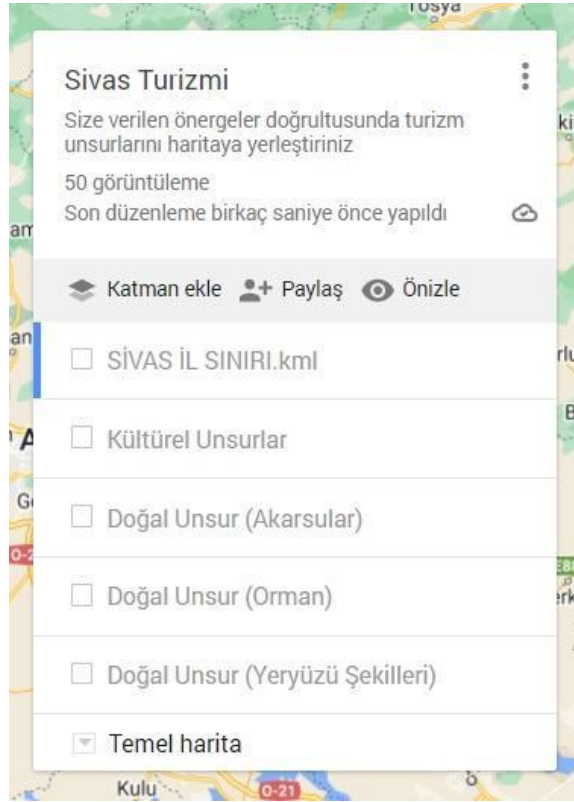 Tosya
Sivas Turizmi
Size verilen önergeler doğrultusunda turizm
unsurlarını haritaya yerleştiriniz
50 görüntüleme
Son düzenleme birkaç saniye önce yapıldı
Katman ekle Paylaş Önizle
SİVAS İL SINIRI.kml
Kültürel Unsurlar
Doğal Unsur (Akarsular)
Doğal Unsur (Orman)
Doğal Unsur (Yeryüzü Şekilleri)
Temel harita
Kulu
O-21